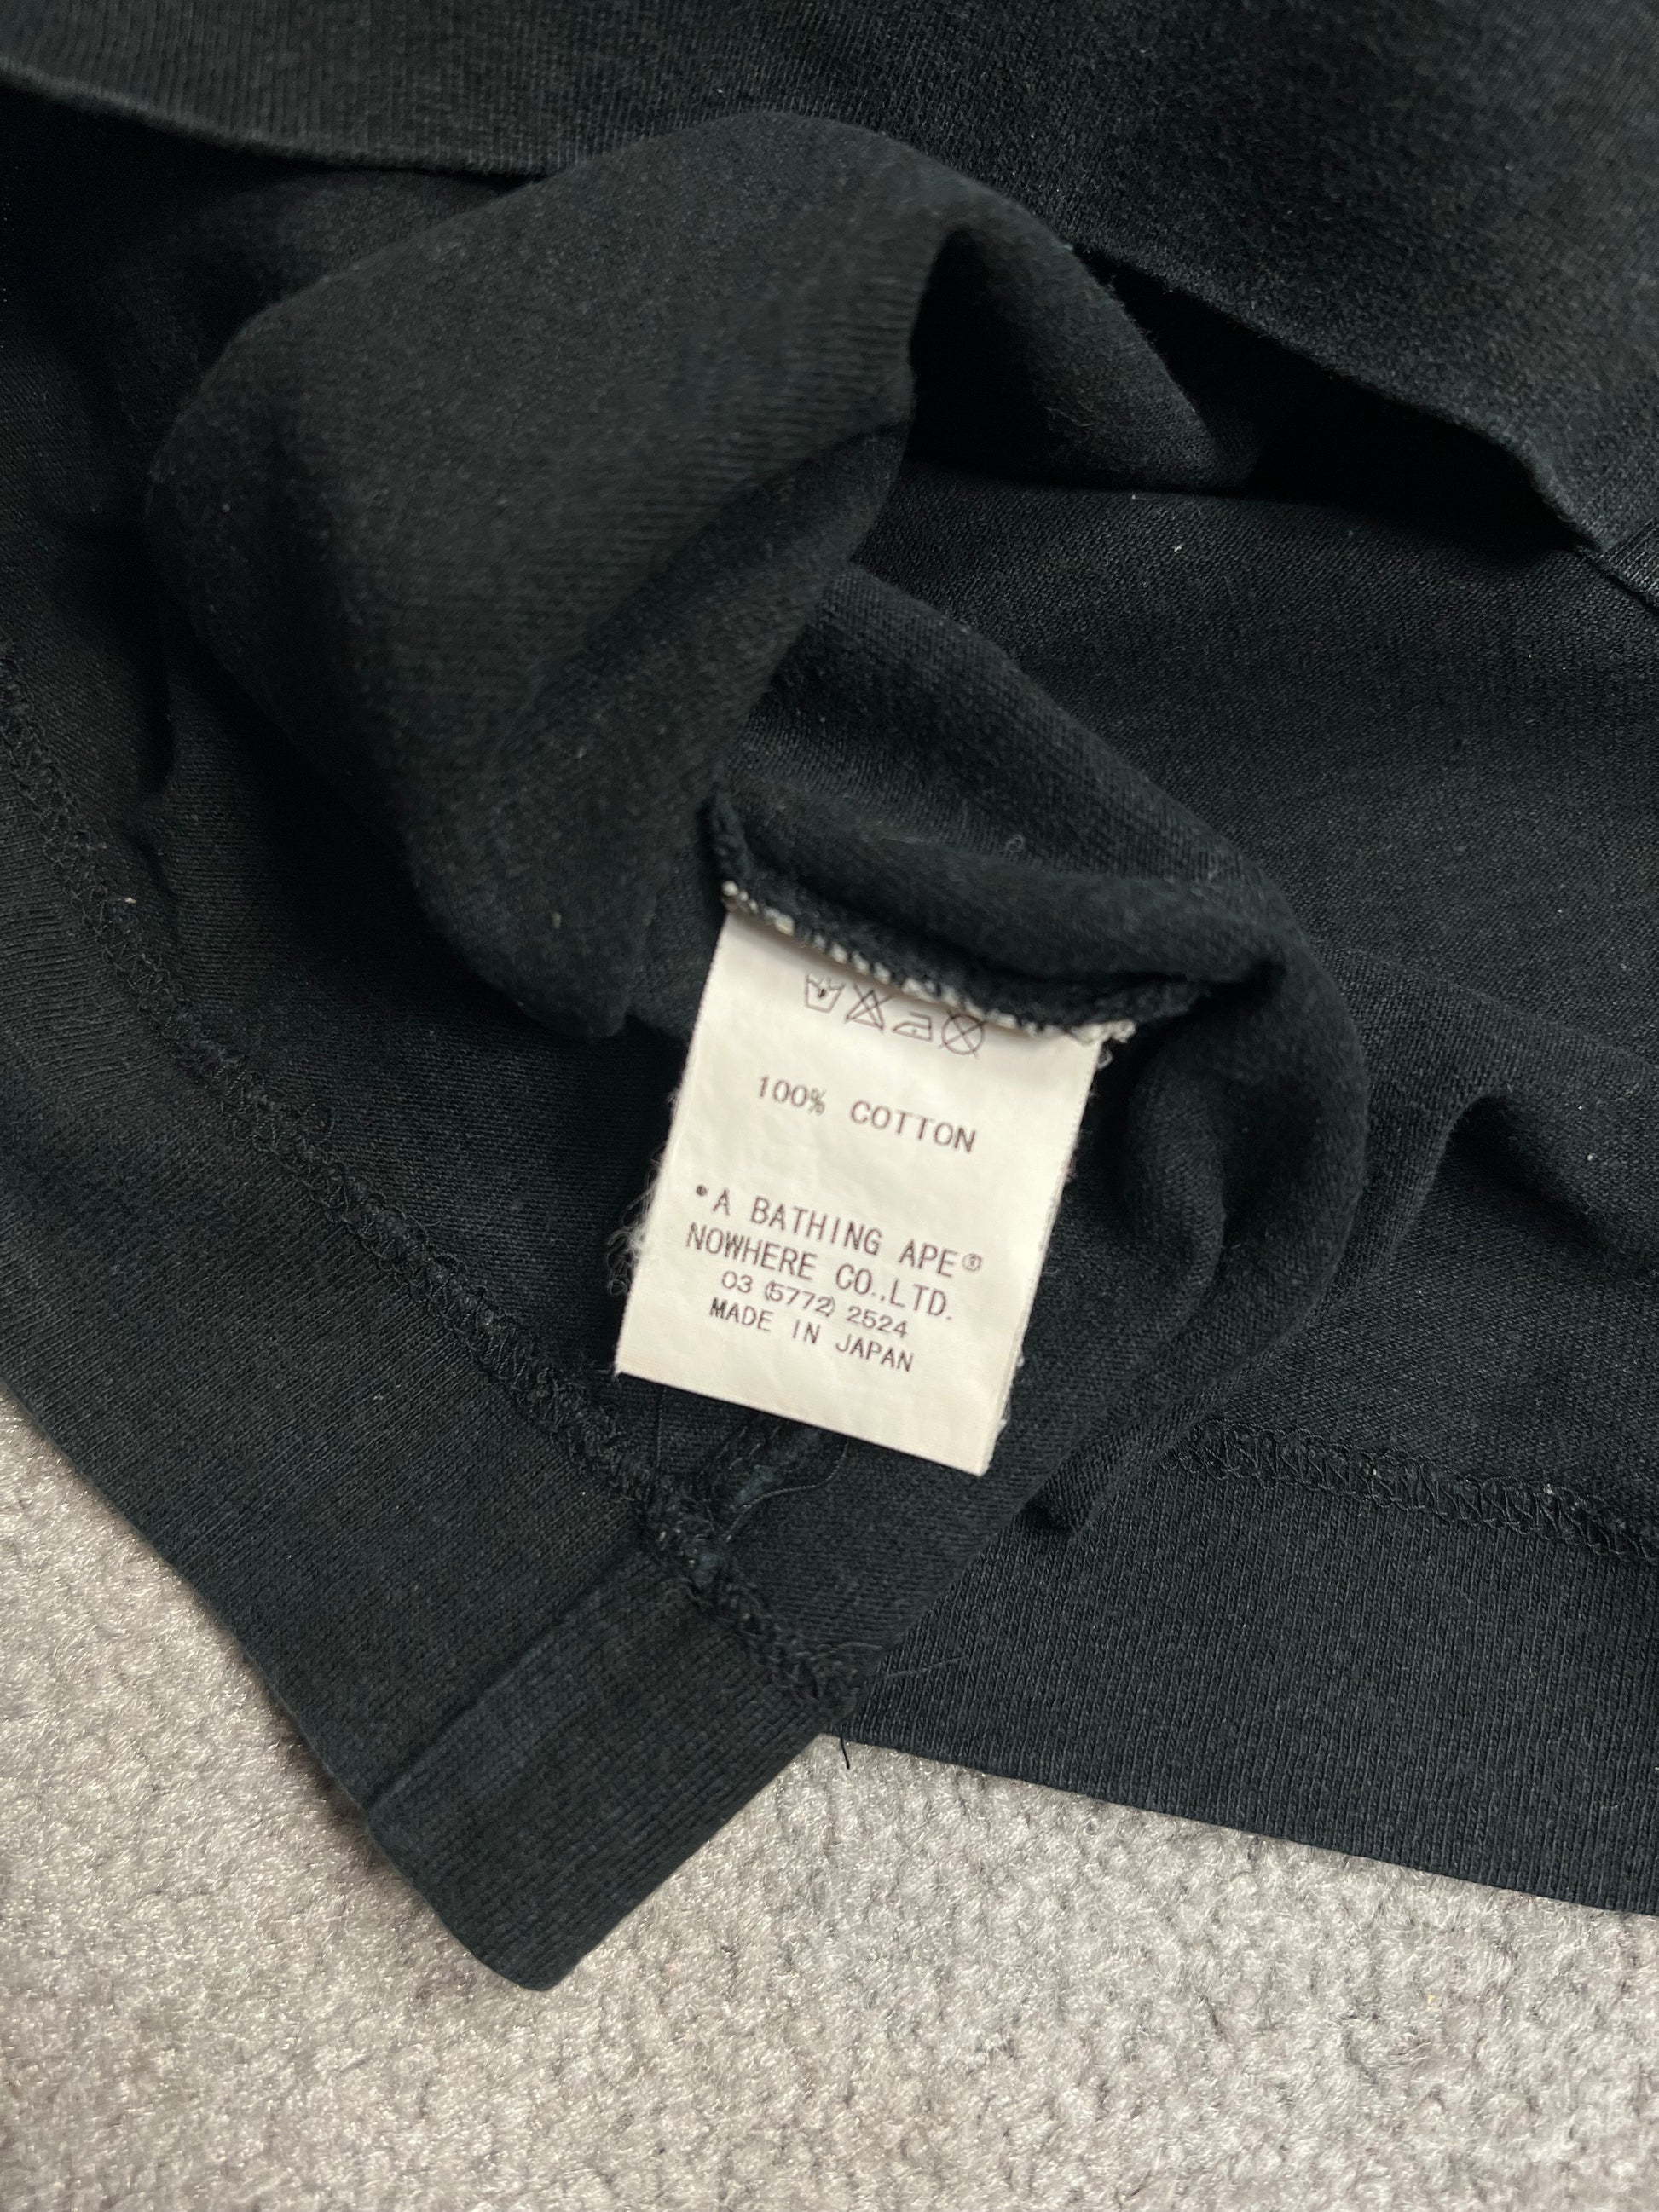 100% COTTON
*A BATHING APE®
NOWHERE CO.,LTD.
03 (5772) 2524
MADE IN JAPAN